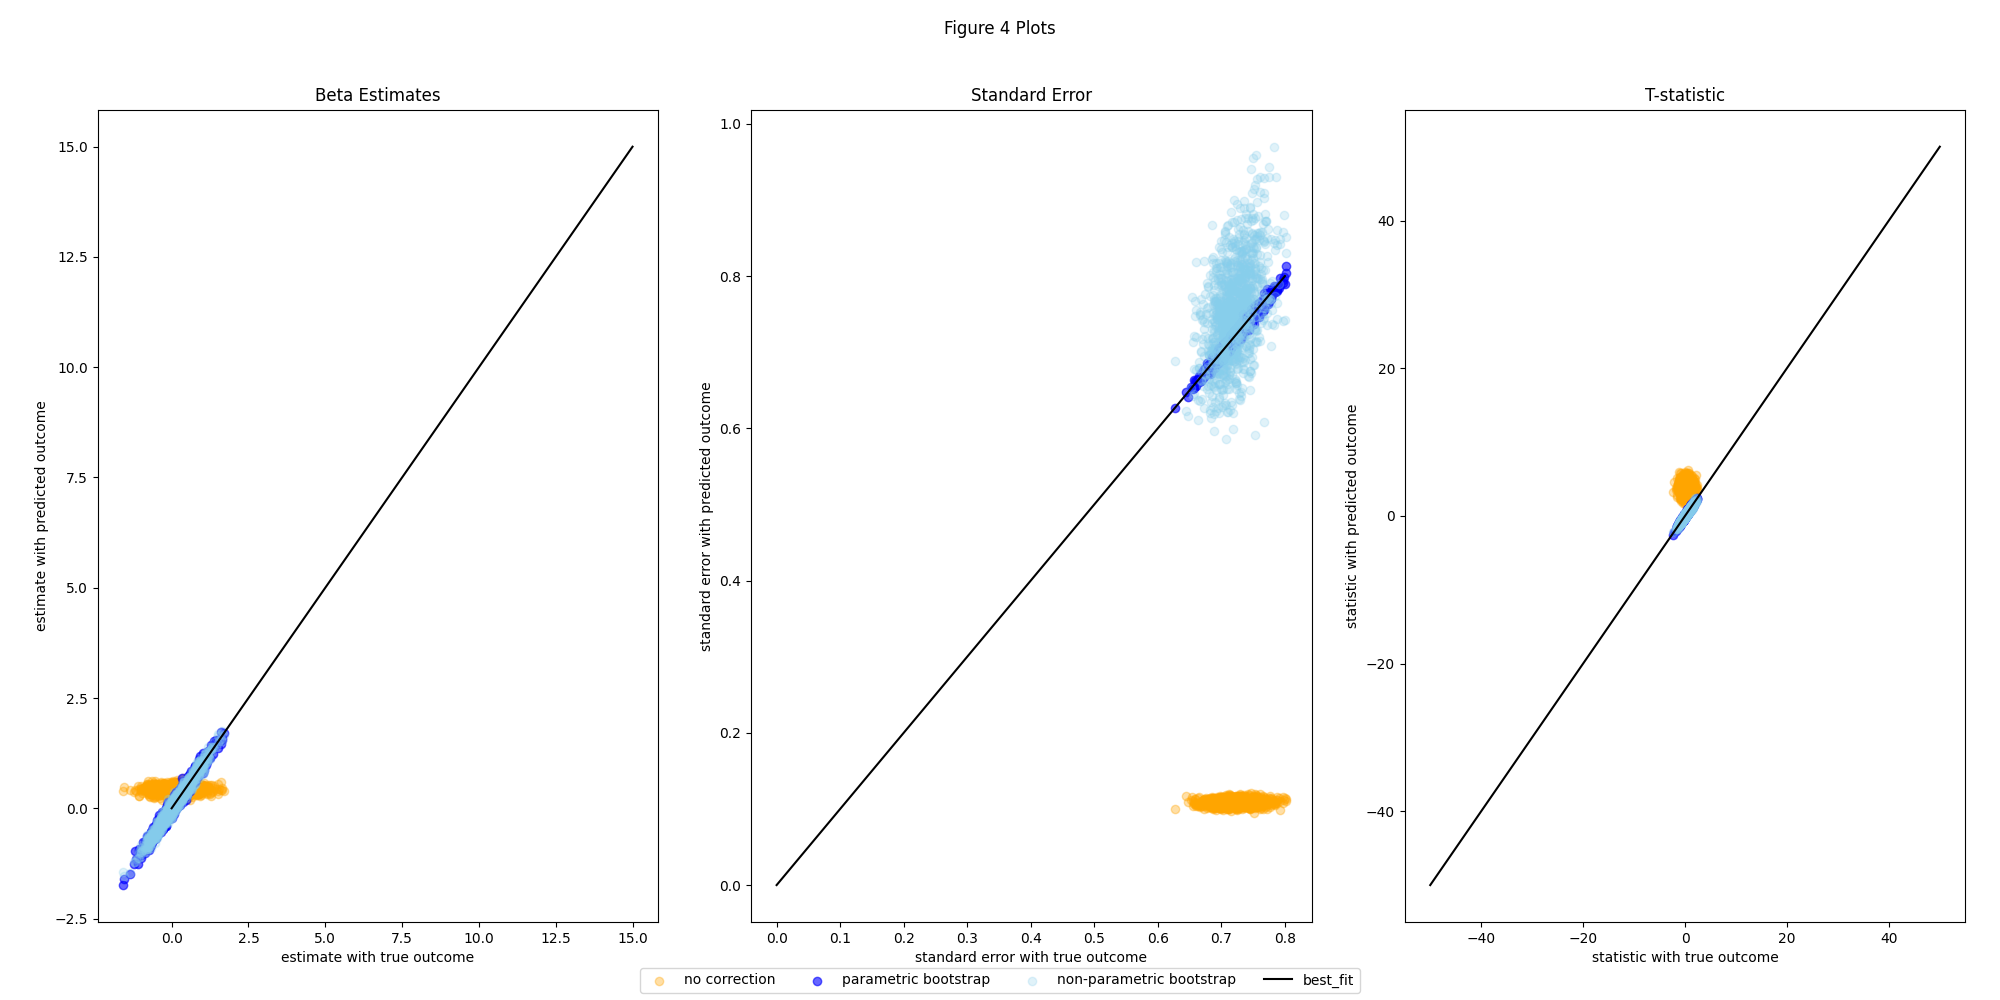 Figure 4 Plots
Beta Estimates
15.0
12.5
10.0
7.5
5.0
2.5
0.0
−2.5
estimate with predicted outcome
0.0 2.5 5.0 7.5 10.0 12.5 15.0
estimate with true outcome
Standard Error
1.0
0.8
0.6
0.4
0.2
0.0
standard error with predicted outcome
0.0 0.1 0.2 0.3 0.4 0.5 0.6 0.7 0.8
standard error with true outcome
T-statistic
40
20
0
−20
−40
statistic with predicted outcome
−40 −20 0 20 40
statistic with true outcome
no correction parametric bootstrap non-parametric bootstrap best_fit